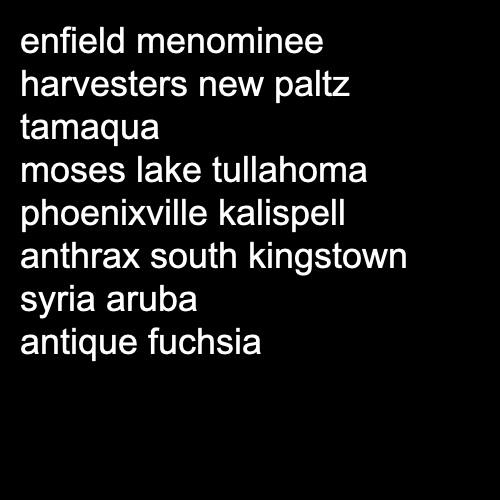 enfield menominee
harvesters new paltz
tamaqua
moses lake tullahoma
phoenixville kalispell
anthrax south kingstown
syria aruba
antique fuchsia